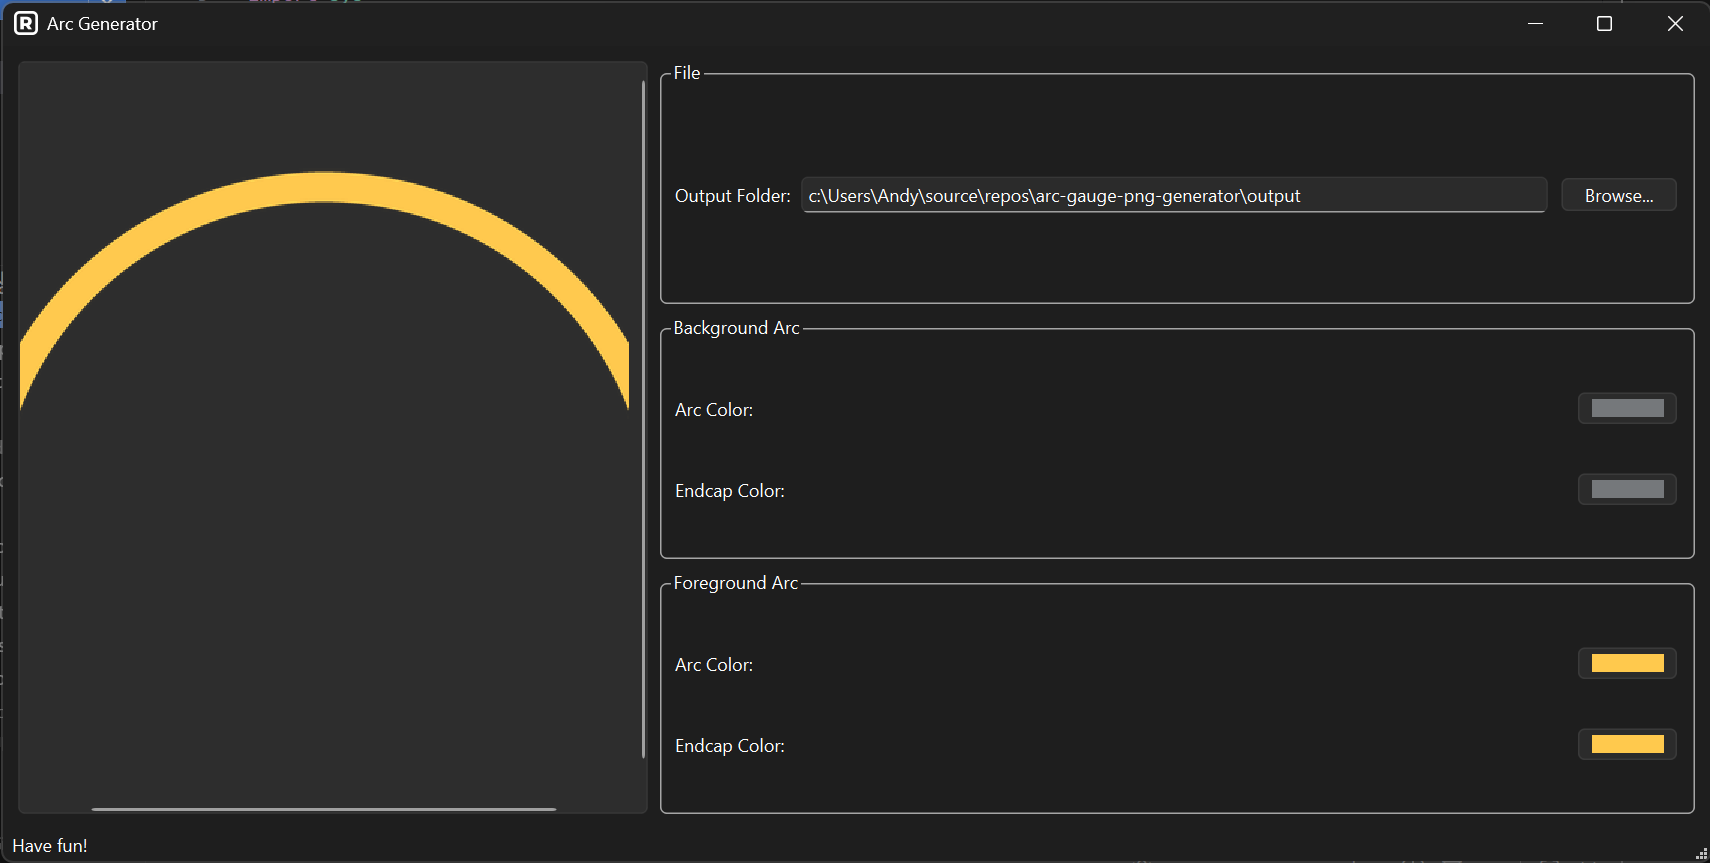 R Arc Generator
File
Output Folder: c:\Users\Andy\source\repos\arc-gauge-png-generator\output Browse...
Background Arc
Arc Color:
Endcap Color:
Foreground Arc
Arc Color:
Endcap Color:
Have fun!